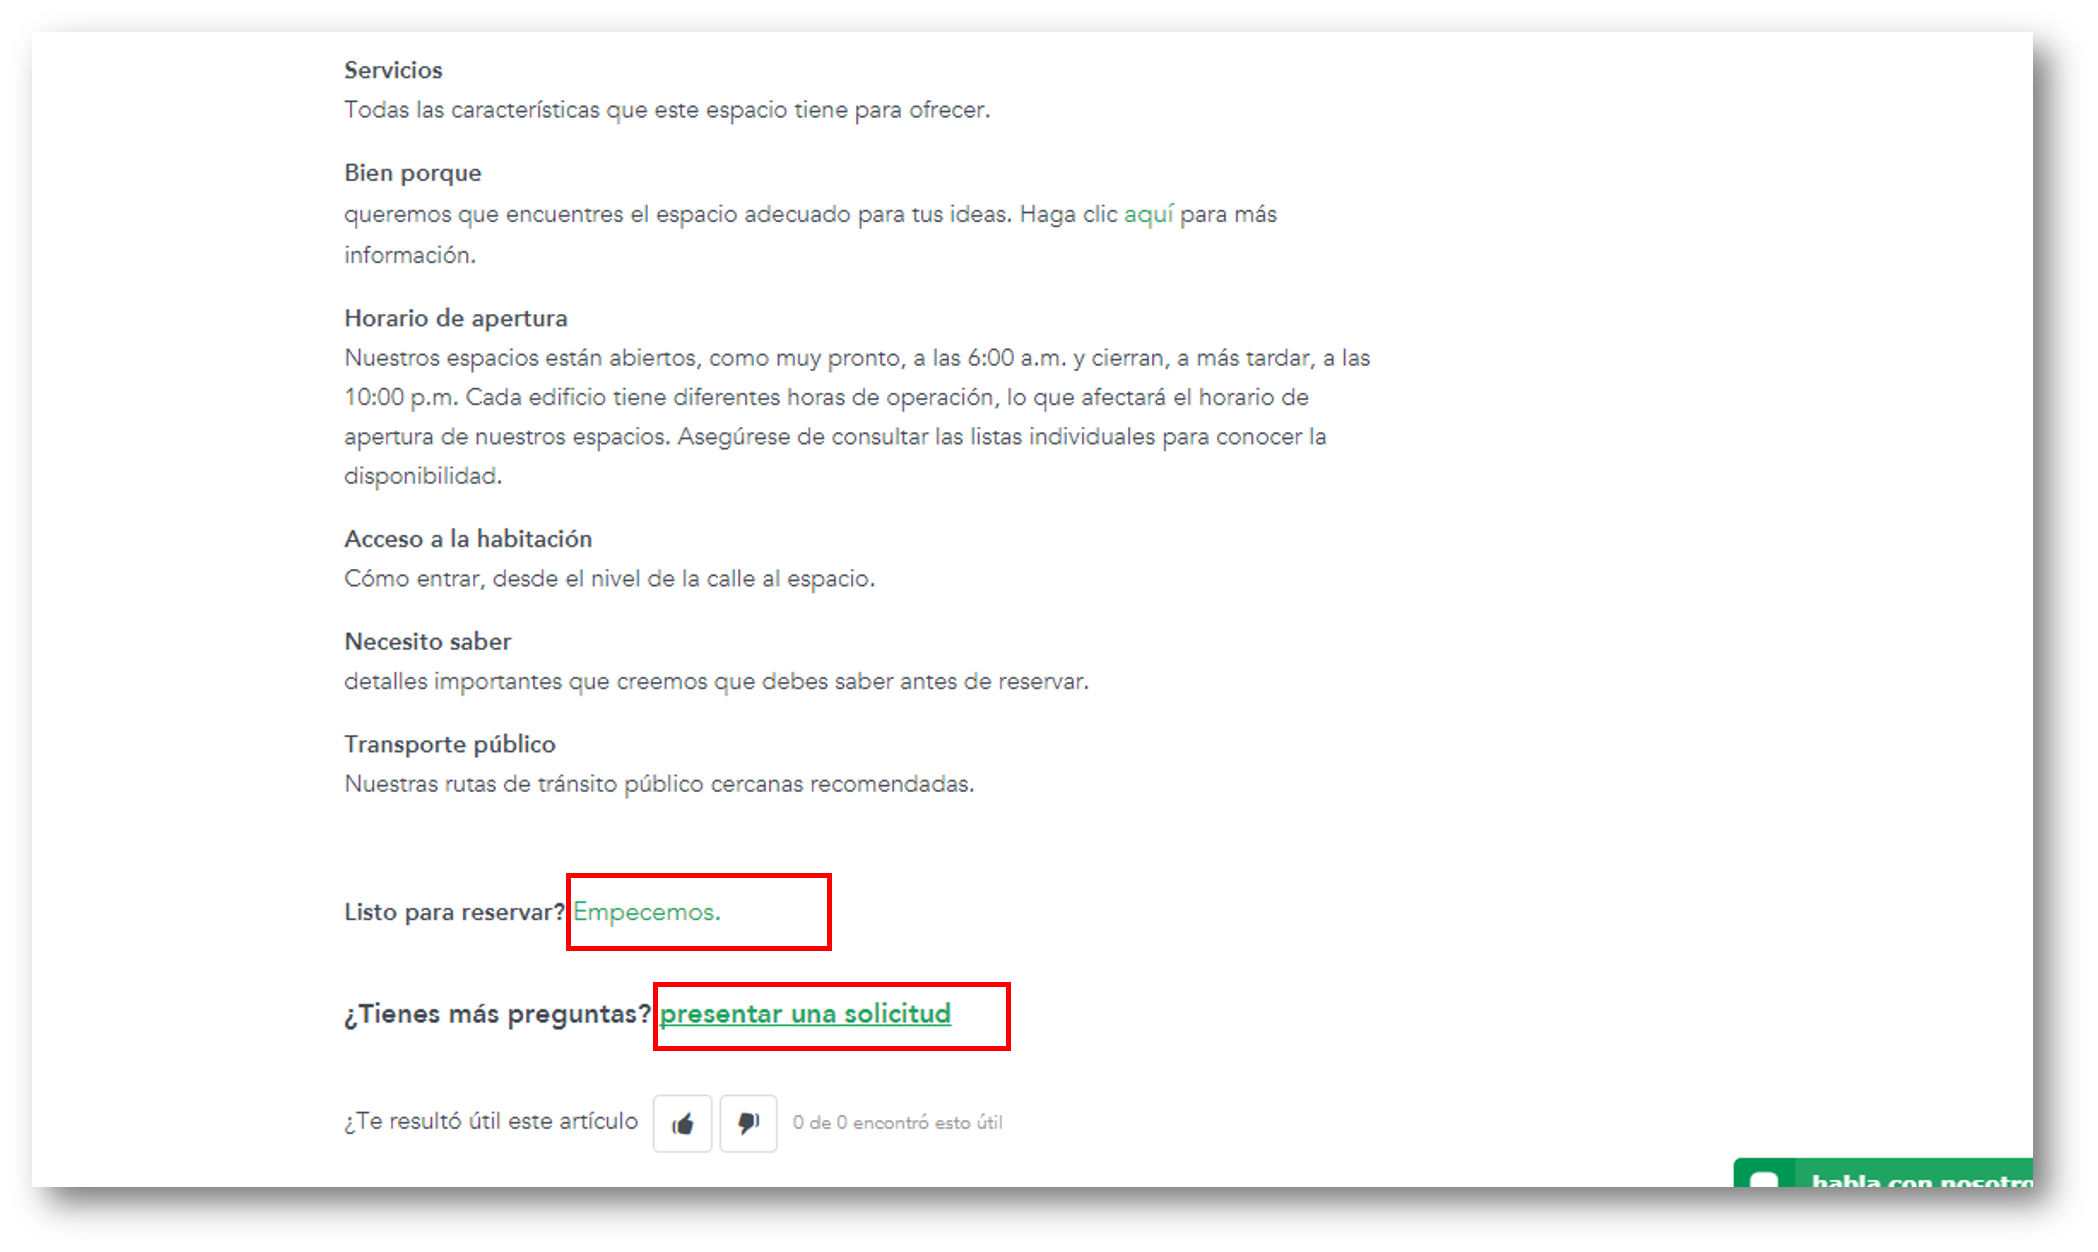 Servicios
Todas las características que este espacio tiene para ofrecer.
Bien porque
queremos que encuentres el espacio adecuado para tus ideas. Haga clic aquí para más
información.
Horario de apertura
Nuestros espacios están abiertos, como muy pronto, a las 6:00 a.m. y cierran, a más tardar, a las
10:00 p.m. Cada edificio tiene diferentes horas de operación, lo que afectará el horario de
apertura de nuestros espacios. Asegúrese de consultar las listas individuales para conocer la
disponibilidad.
Acceso a la habitación
Cómo entrar, desde el nivel de la calle al espacio.
Necesito saber
detalles importantes que creemos que debes saber antes de reservar.
Transporte público
Nuestras rutas de tránsito público cercanas recomendadas.
Listo para reservar? Empecemos.
¿Tienes más preguntas? presentar una solicitud
¿Te resultó útil este artículo 0 de 0 encontró esto útil
habla con nosotro